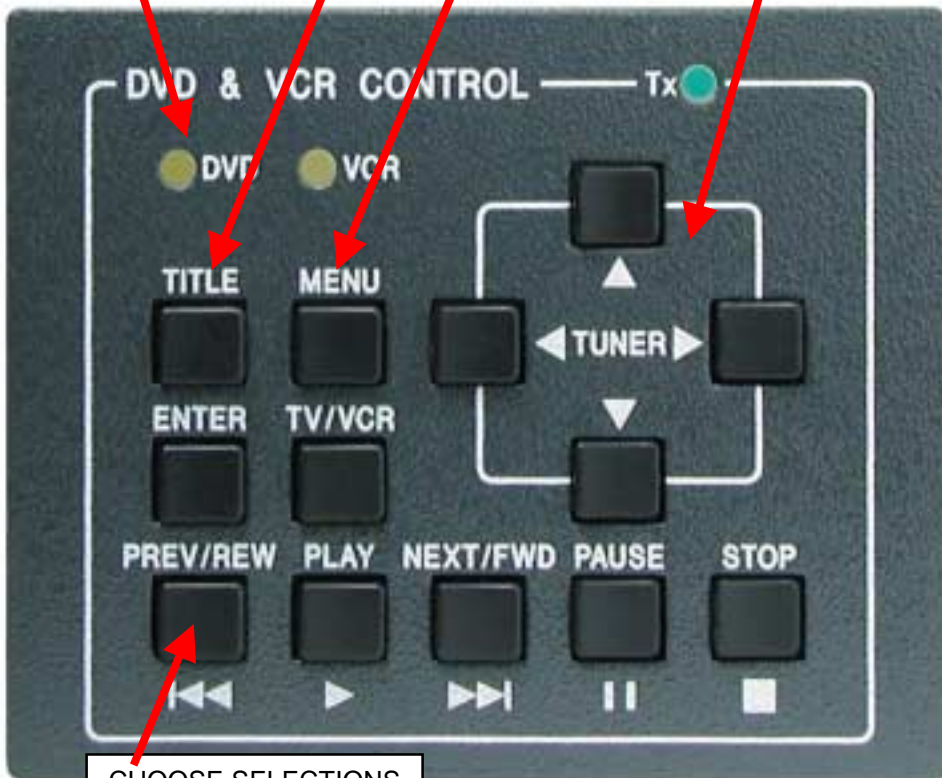 DVD & VCR CONTROL Tx
DVD VCR
TITLE MENU
TUNER
ENTER TV/VCR
PREV/REW PLAY NEXT/FWD PAUSE STOP
CHOOSE SELECTIONS